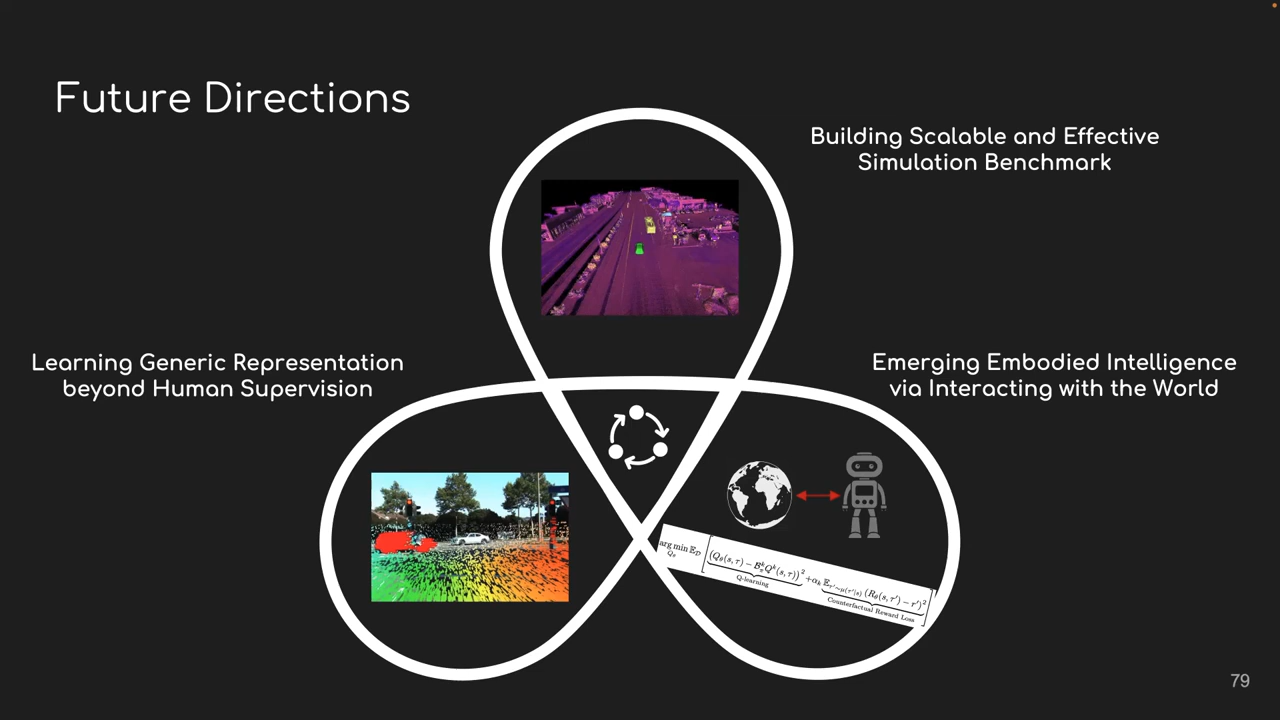 Future Directions
Building Scalable and Effective
Simulation Benchmark
Learning Generic Representation
beyond Human Supervision
Emerging Embodied Intelligence
via Interacting with the World
Q-learning
Counterfactual Reward Loss
79